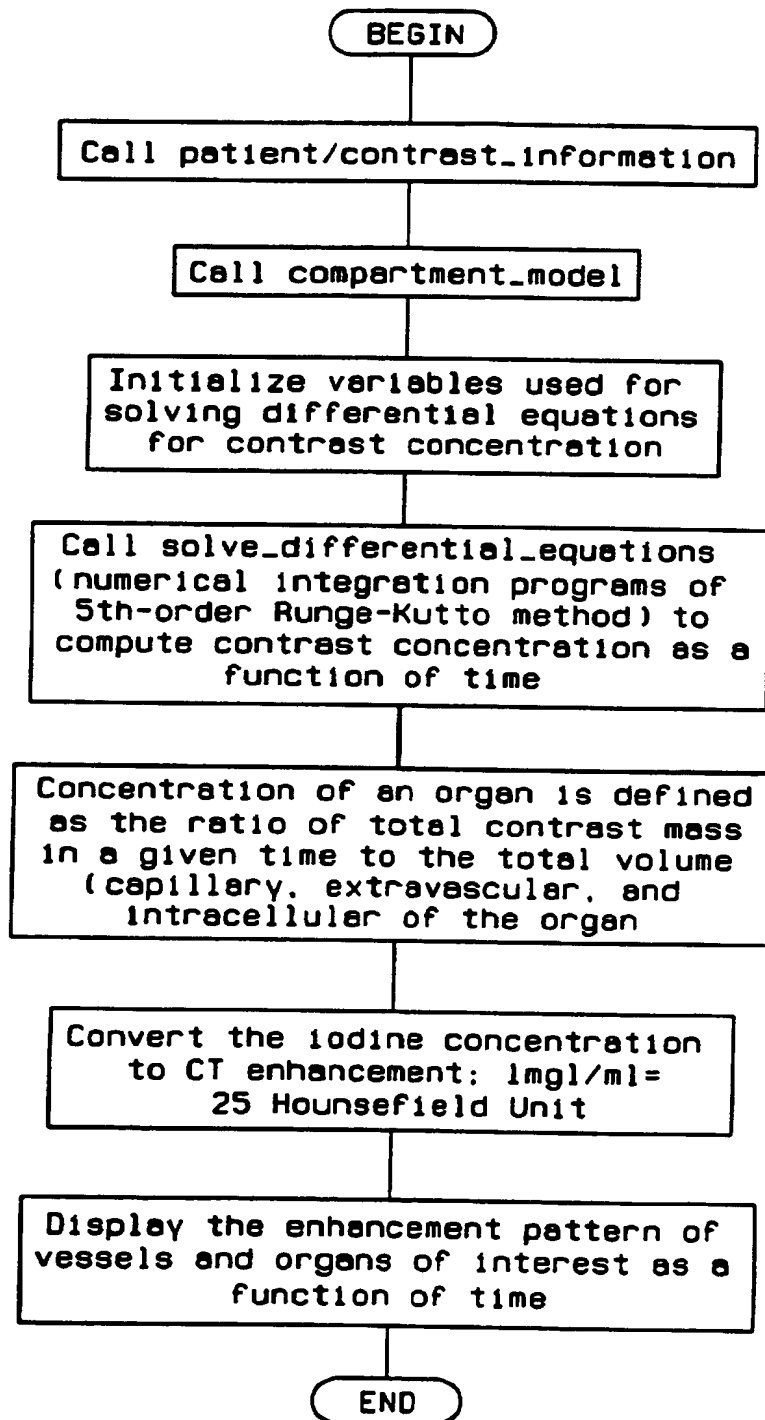 BEGIN
Call patient/contrast_information
Call compartment_model
Initialize variables used for
solving differential equations
for contrast concentration
Call solve_differential_equations
(numerical integration programs of
5th-order Runge-Kutto method) to
compute contrast concentration as a
function of time
Concentration of an organ is defined
as the ratio of total contrast mass
in a given time to the total volume
(capillary, extravascular, and
intracellular of the organ
Convert the iodine concentration
to CT enhancement: 1mgl/ml=
25 Hounsefield Unit
Display the enhancement pattern of
vessels and organs of interest as a
function of time
END